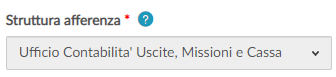 Struttura afferenza * ?
Ufficio Contabilita' Uscite, Missioni e Cassa